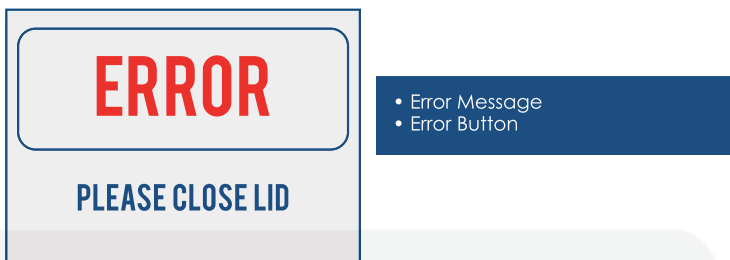 ERROR
PLEASE CLOSE LID
• Error Message
• Error Button